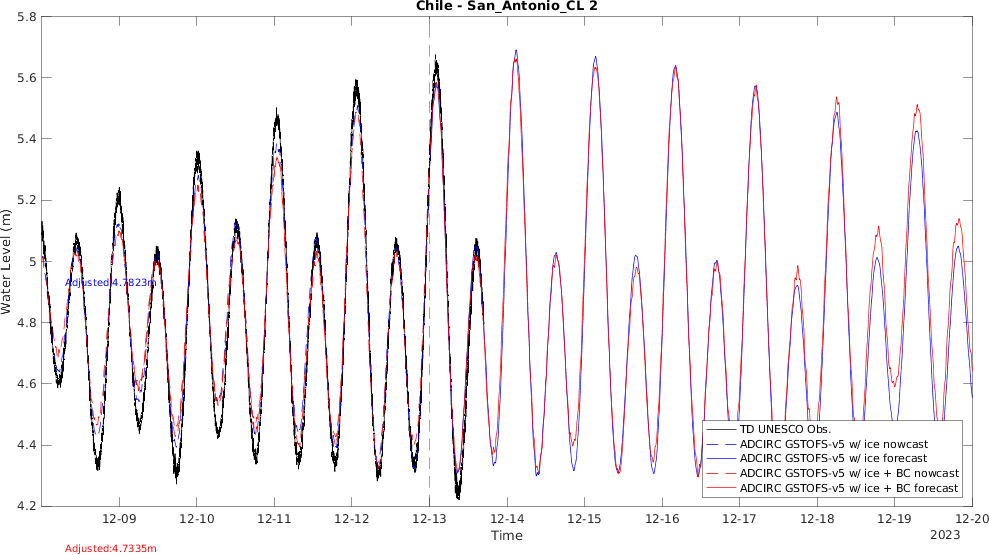 Chile - San_Antonio_CL 2
5.8
5.6
5.4
5.2
5
4.8
4.6
4.4
4.2
Water Level (m)
Adjusted:4.7823m
TD UNESCO Obs.
ADCIRC GSTOFS-v5 w/ ice nowcast
ADCIRC GSTOFS-v5 w/ ice forecast
ADCIRC GSTOFS-v5 w/ ice + BC nowcast
ADCIRC GSTOFS-v5 w/ ice + BC forecast
12-09 12-10 12-11 12-12 12-13 12-14 12-15 12-16 12-17 12-18 12-19 12-20
Time
2023
Adjusted:4.7335m